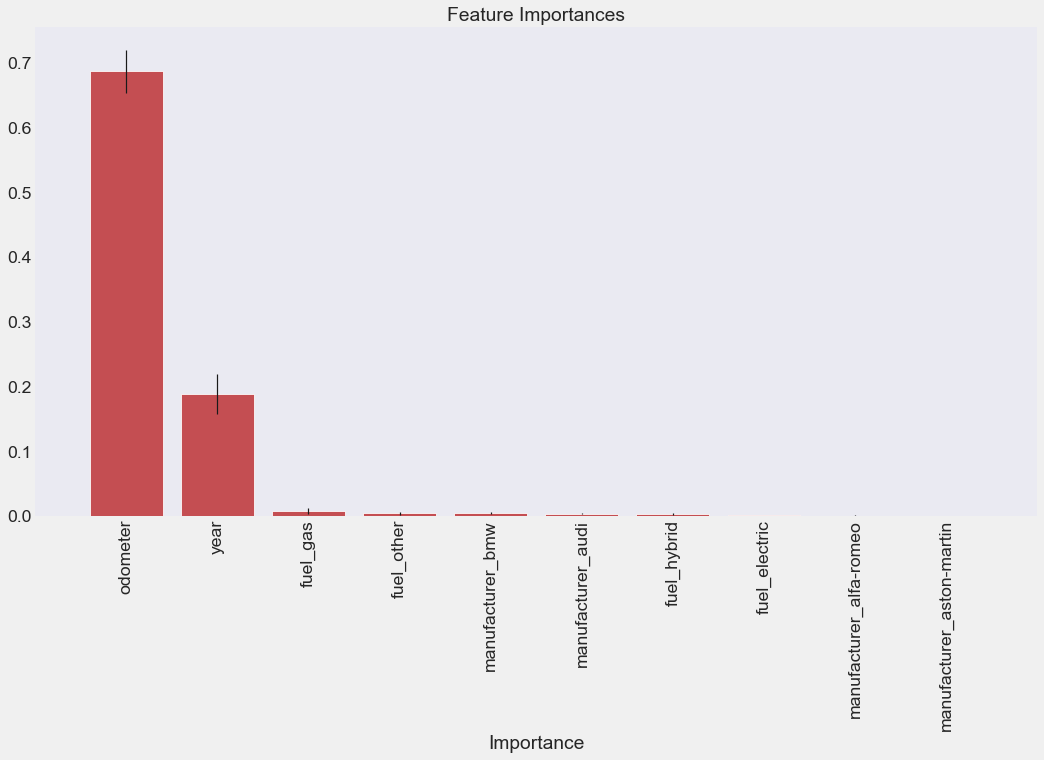 Feature Importances
0.7
0.6
0.5
0.4
0.3
0.2
0.1
0.0
odometer
year
fuel_gas
fuel_other
manufacturer_bmw
manufacturer_audi
fuel_hybrid
fuel_electric
manufacturer_alfa-romeo
manufacturer_aston-martin
Importance